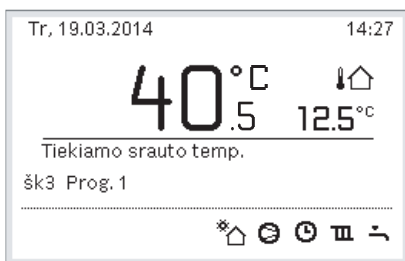 Tr, 19.03.2014 14:27
40.5 °C
12.5°C
Tiekiamo srauto temp.
šk3 Prog. 1